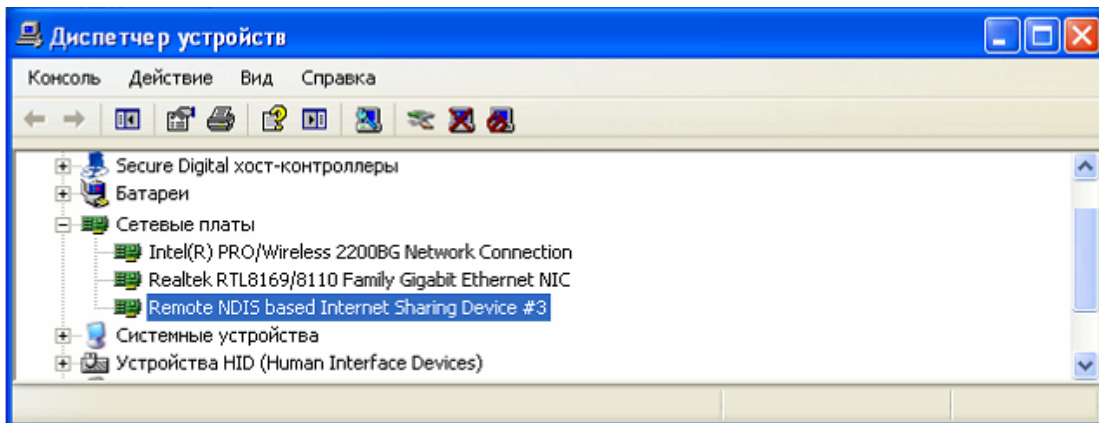 Диспетчер устройств
Консоль Действие Вид Справка
Secure Digital хост-контроллеры
Батареи
Сетевые платы
Intel(R) PRO/Wireless 2200BG Network Connection
Realtek RTL8169/8110 Family Gigabit Ethernet NIC
Remote NDIS based Internet Sharing Device #3
Системные устройства
Устройства HID (Human Interface Devices)